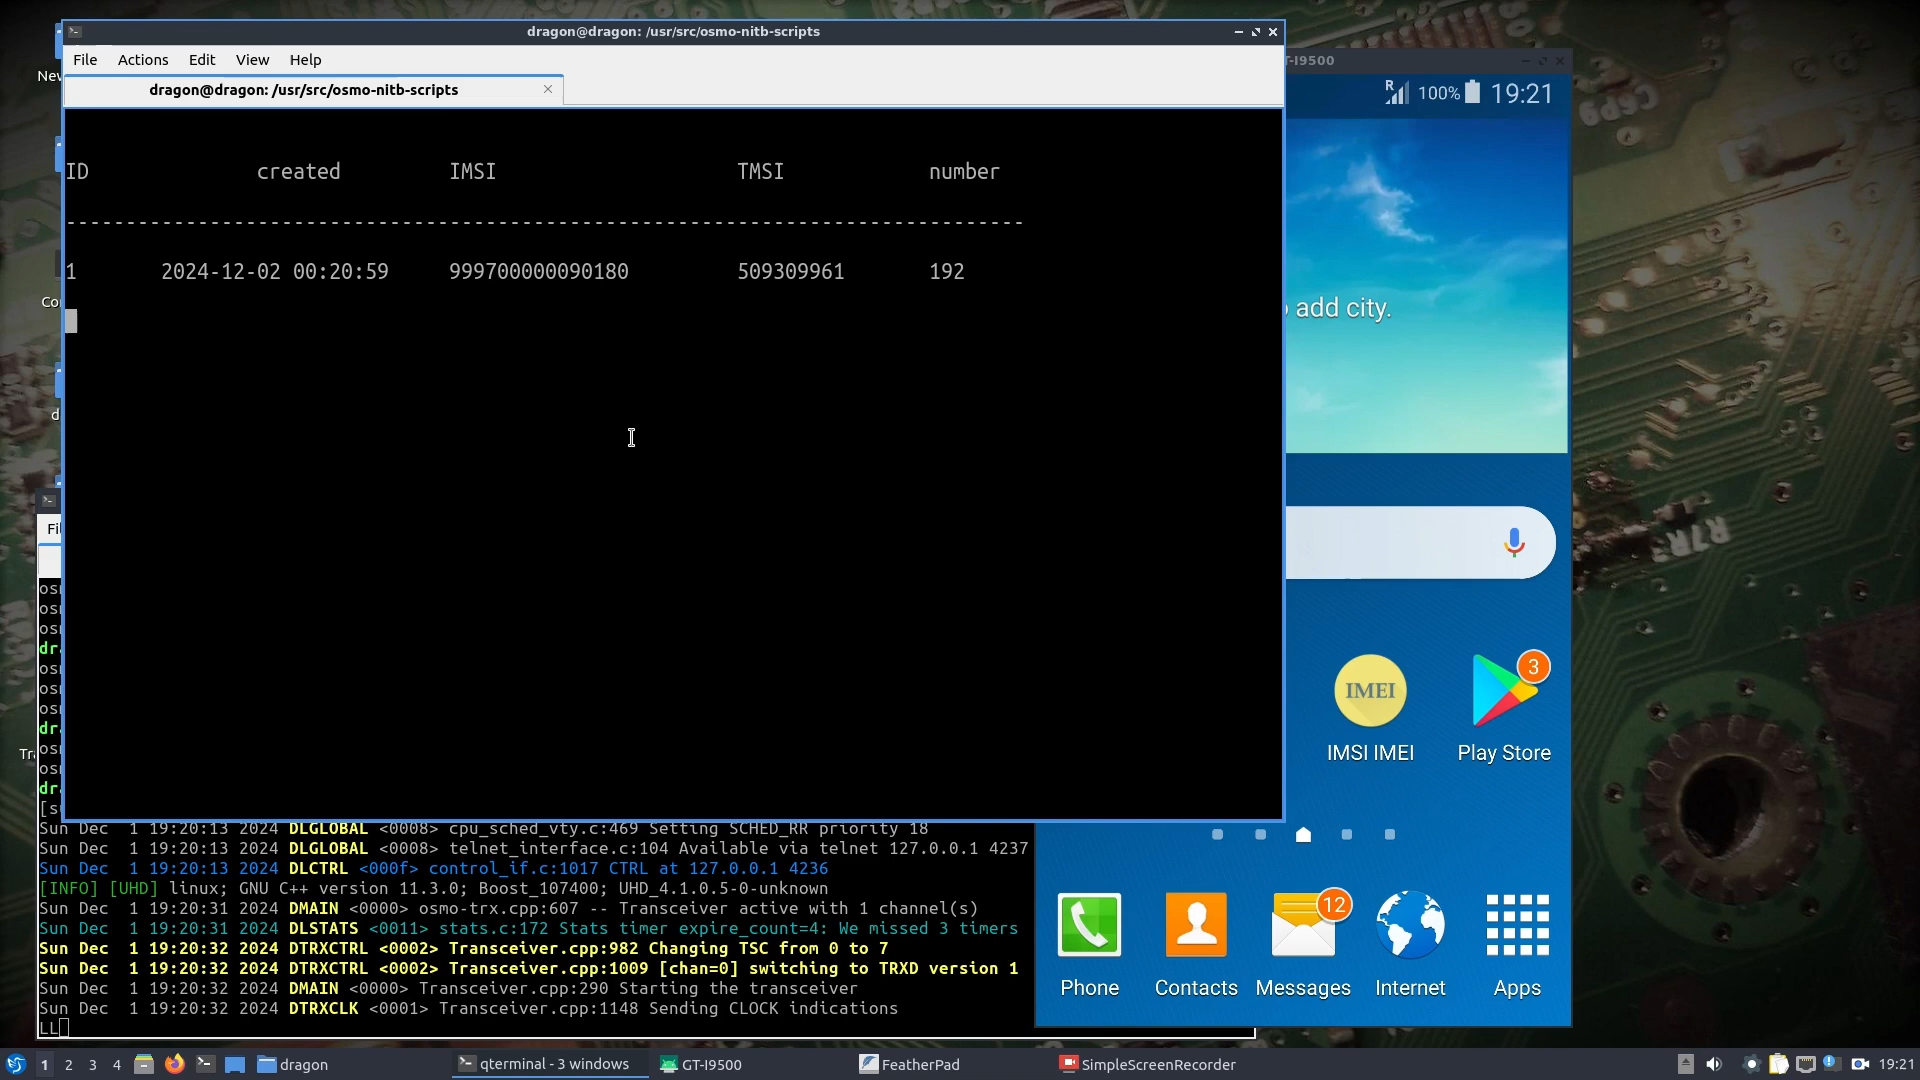 dragon@dragon: /usr/src/osmo-nitb-scripts
File Actions Edit View Help
dragon@dragon: /usr/src/osmo-nitb-scripts
ID created IMSI TMSI number
--------------------------------------------------------------------------------
1 2024-12-02 00:20:59 999700000090180 509309961 192
T-I9500
R 100% 19:21
add city.
IMEI
3
IMSI IMEI Play Store
12
Phone Contacts Messages Internet Apps
Sun Dec  1 19:20:13 2024 DLGLOBAL <0008> cpu_sched_vty.c:469 Setting SCHED_RR priority 18
Sun Dec  1 19:20:13 2024 DLGLOBAL <0008> telnet_interface.c:104 Available via telnet 127.0.0.1 4237
Sun Dec  1 19:20:13 2024 DLCTRL <000f> control_if.c:1017 CTRL at 127.0.0.1 4236
[INFO] [UHD] linux; GNU C++ version 11.3.0; Boost_107400; UHD_4.1.0.5-0-unknown
Sun Dec  1 19:20:31 2024 DMAIN <0000> osmo-trx.cpp:607 -- Transceiver active with 1 channel(s)
Sun Dec  1 19:20:31 2024 DLSTATS <0011> stats.c:172 Stats timer expire_count=4: We missed 3 timers
Sun Dec  1 19:20:32 2024 DTRXCTRL <0002> Transceiver.cpp:982 Changing TSC from 0 to 7
Sun Dec  1 19:20:32 2024 DTRXCTRL <0002> Transceiver.cpp:1009 [chan=0] switching to TRXD version 1
Sun Dec  1 19:20:32 2024 DMAIN <0000> Transceiver.cpp:290 Starting the transceiver
Sun Dec  1 19:20:32 2024 DTRXCLK <0001> Transceiver.cpp:1148 Sending CLOCK indications
LL
1 2 3 4 dragon qterminal - 3 windows GT-I9500 FeatherPad SimpleScreenRecorder 19:21